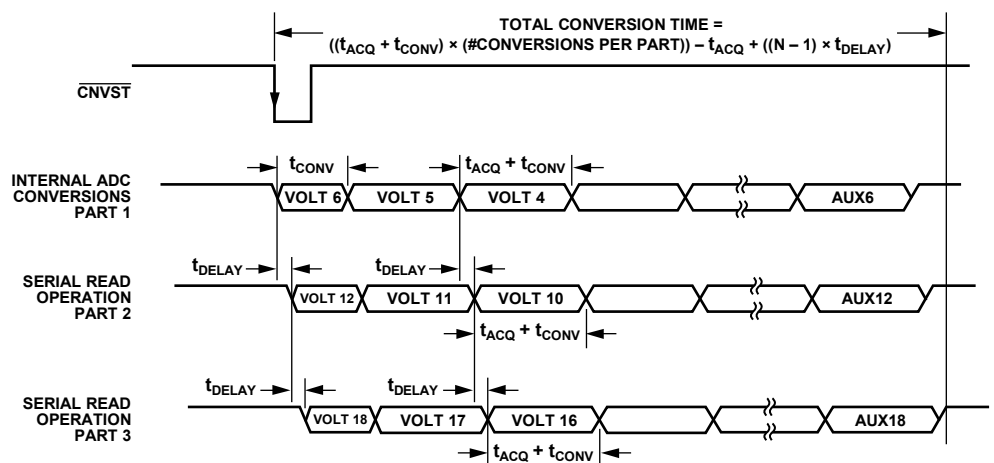 TOTAL CONVERSION TIME =
((tACQ + tCONV) × (#CONVERSIONS PER PART)) – tACQ + ((N – 1) × tDELAY)
CNVST
tCONV
tACQ + tCONV
INTERNAL ADC
CONVERSIONS
PART 1
VOLT 6
VOLT 5
VOLT 4
AUX6
tDELAY
tDELAY
SERIAL READ
OPERATION
PART 2
VOLT 12
VOLT 11
VOLT 10
AUX12
tACQ + tCONV
tDELAY
tDELAY
SERIAL READ
OPERATION
PART 3
VOLT 18
VOLT 17
VOLT 16
AUX18
tACQ + tCONV